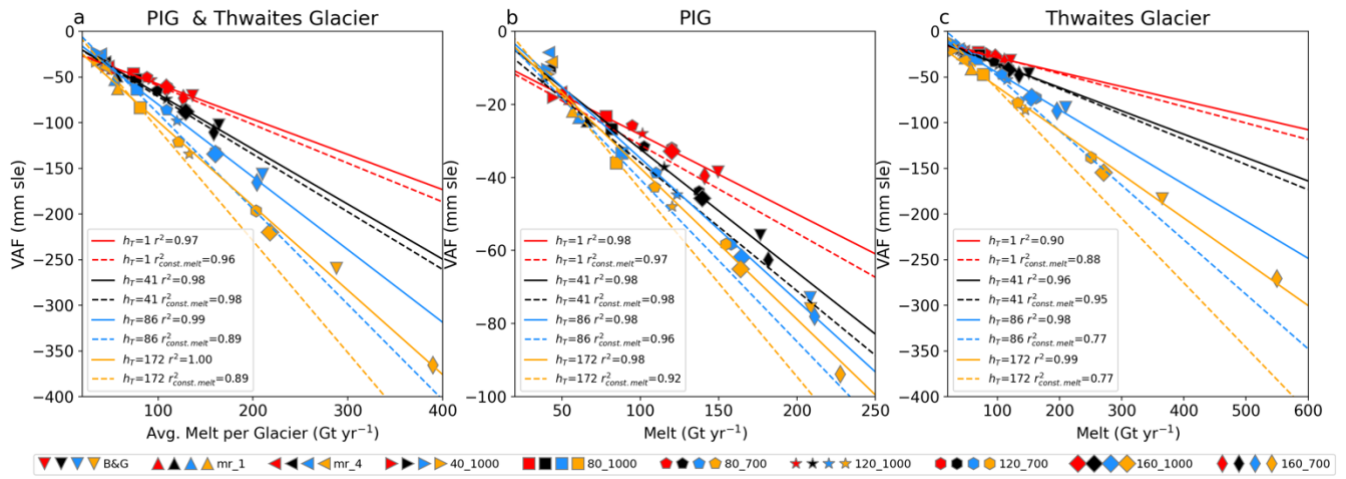 a PIG & Thwaites Glacier
0
−50
−100
−150
−200
−250
−300
−350
−400
VAF (mm sle)
h_T=1 r²=0.97
h_T=1 r²_const.melt=0.96
h_T=41 r²=0.98
h_T=41 r²_const.melt=0.98
h_T=86 r²=0.99
h_T=86 r²_const.melt=0.89
h_T=172 r²=1.00
h_T=172 r²_const.melt=0.89
100 200 300 400
Avg. Melt per Glacier (Gt yr⁻¹)
b PIG
0
−20
−40
−60
−80
−100
VAF (mm sle)
h_T=1 r²=0.98
h_T=1 r²_const.melt=0.97
h_T=41 r²=0.98
h_T=41 r²_const.melt=0.98
h_T=86 r²=0.98
h_T=86 r²_const.melt=0.96
h_T=172 r²=0.98
h_T=172 r²_const.melt=0.92
50 100 150 200 250
Melt (Gt yr⁻¹)
c Thwaites Glacier
0
−50
−100
−150
−200
−250
−300
−350
−400
VAF (mm sle)
h_T=1 r²=0.90
h_T=1 r²_const.melt=0.88
h_T=41 r²=0.96
h_T=41 r²_const.melt=0.95
h_T=86 r²=0.98
h_T=86 r²_const.melt=0.77
h_T=172 r²=0.99
h_T=172 r²_const.melt=0.77
100 200 300 400 500 600
Melt (Gt yr⁻¹)
B&G mr_1 mr_4 40_1000 80_1000 80_700 120_1000 120_700 160_1000 160_700